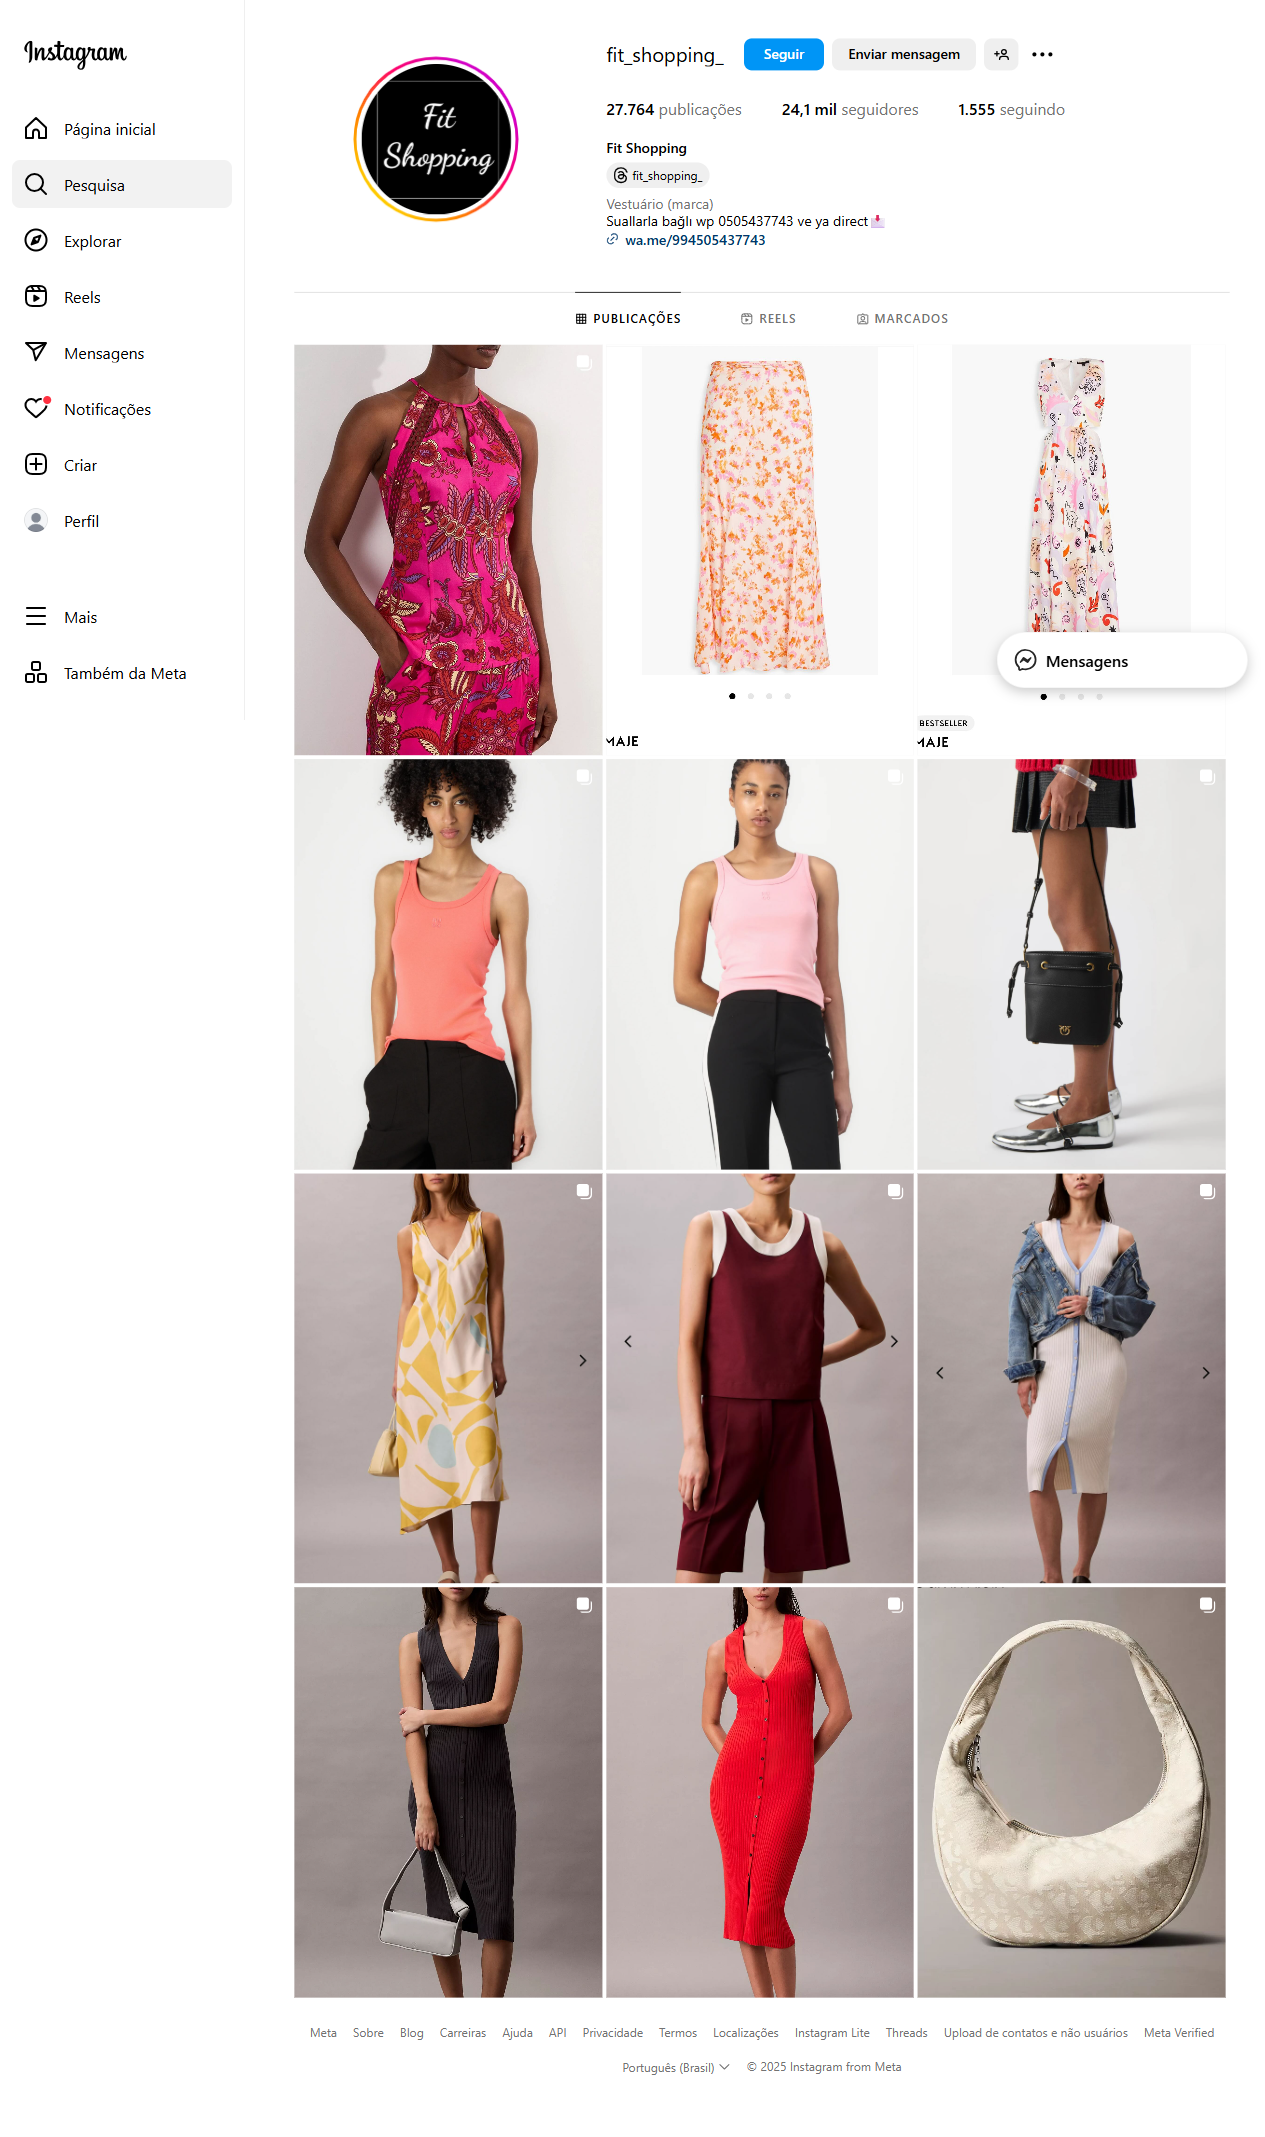 Instagram
Página inicial
Pesquisa
Explorar
Reels
Mensagens
Notificações
Criar
Perfil
Mais
Também da Meta
Fit
Shopping
fit_shopping_ Seguir Enviar mensagem
27.764 publicações 24,1 mil seguidores 1.555 seguindo
Fit Shopping
fit_shopping_
Vestuário (marca)
Suallarla bağlı wp 0505437743 ve ya direct
wa.me/994505437743
PUBLICAÇÕES REELS MARCADOS
MAJE
BESTSELLER
MAJE
Mensagens
Meta Sobre Blog Carreiras Ajuda API Privacidade Termos Localizações Instagram Lite Threads Upload de contatos e não usuários Meta Verified
Português (Brasil) © 2025 Instagram from Meta